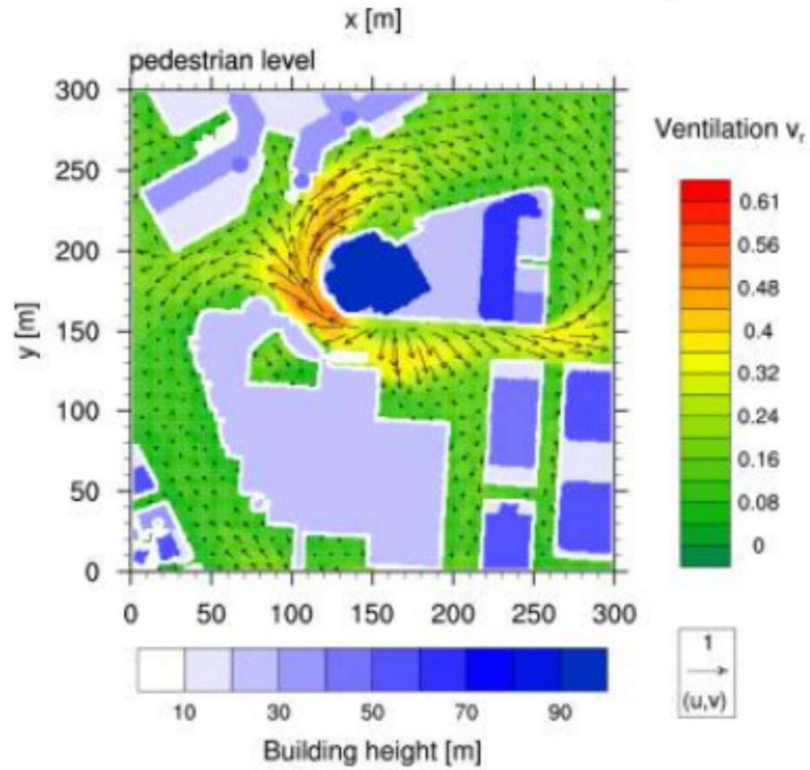 x [m]
pedestrian level
300
250
200
150
100
50
0
y [m]
0 50 100 150 200 250 300
Ventilation vr
0.61
0.56
0.48
0.4
0.32
0.24
0.16
0.08
0
1
(u,v)
10 30 50 70 90
Building height [m]